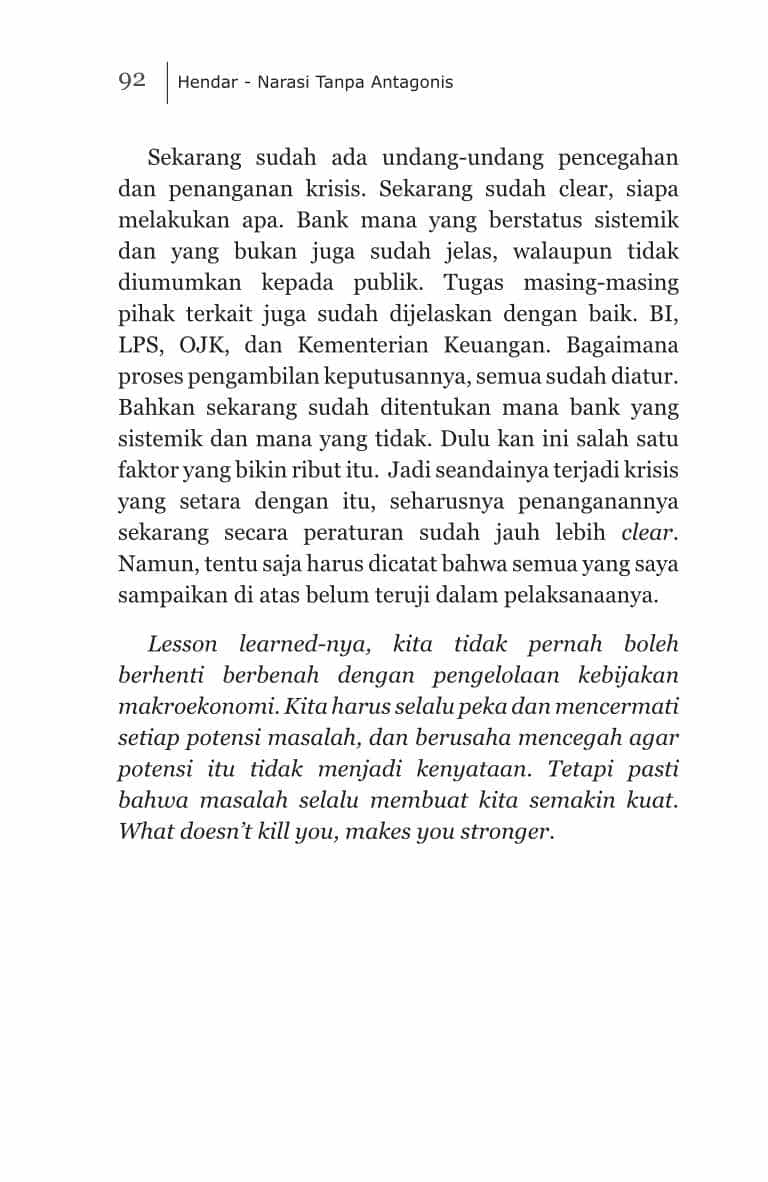 92 Hendar - Narasi Tanpa Antagonis
Sekarang sudah ada undang-undang pencegahan
dan penanganan krisis. Sekarang sudah clear, siapa
melakukan apa. Bank mana yang berstatus sistemik
dan yang bukan juga sudah jelas, walaupun tidak
diumumkan kepada publik. Tugas masing-masing
pihak terkait juga sudah dijelaskan dengan baik. BI,
LPS, OJK, dan Kementerian Keuangan. Bagaimana
proses pengambilan keputusannya, semua sudah diatur.
Bahkan sekarang sudah ditentukan mana bank yang
sistemik dan mana yang tidak. Dulu kan ini salah satu
faktor yang bikin ribut itu. Jadi seandainya terjadi krisis
yang setara dengan itu, seharusnya penanganannya
sekarang secara peraturan sudah jauh lebih clear.
Namun, tentu saja harus dicatat bahwa semua yang saya
sampaikan di atas belum teruji dalam pelaksanaanya.
Lesson learned-nya, kita tidak pernah boleh
berhenti berbenah dengan pengelolaan kebijakan
makroekonomi. Kita harus selalu peka dan mencermati
setiap potensi masalah, dan berusaha mencegah agar
potensi itu tidak menjadi kenyataan. Tetapi pasti
bahwa masalah selalu membuat kita semakin kuat.
What doesn’t kill you, makes you stronger.